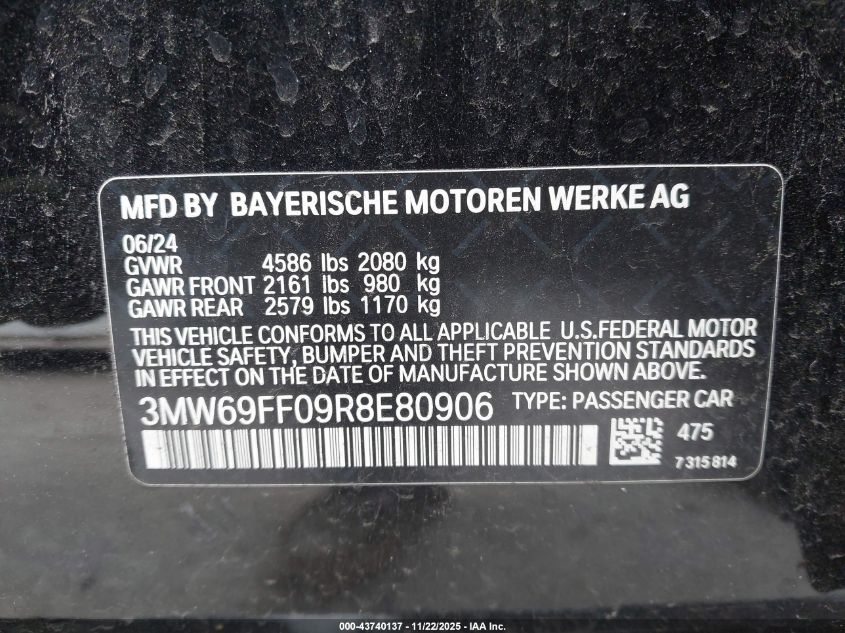 MFD BY BAYERISCHE MOTOREN WERKE AG
06/24
GVWR 4586 lbs 2080 kg
GAWR FRONT 2161 lbs 980 kg
GAWR REAR 2579 lbs 1170 kg
THIS VEHICLE CONFORMS TO ALL APPLICABLE U.S.FEDERAL MOTOR
VEHICLE SAFETY, BUMPER AND THEFT PREVENTION STANDARDS
IN EFFECT ON THE DATE OF MANUFACTURE SHOWN ABOVE.
3MW69FF09R8E80906 TYPE: PASSENGER CAR
475
7315814
000-43740137 - 11/22/2025 - IAA Inc.